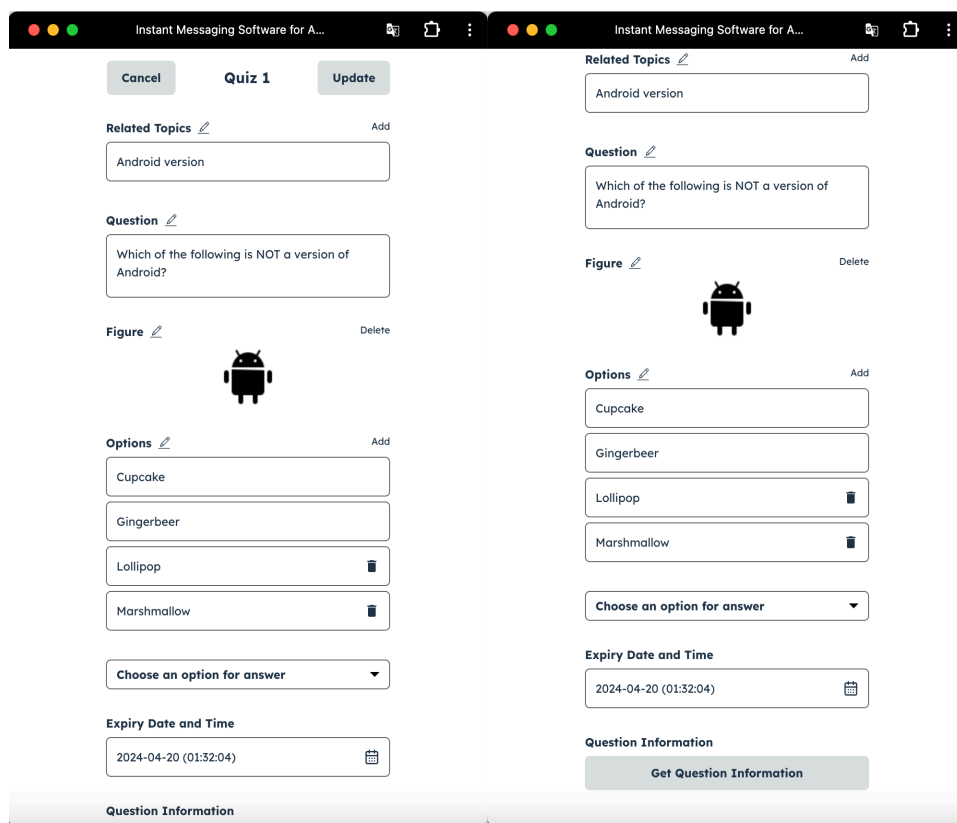 Instant Messaging Software for A...
Cancel
Quiz 1
Update
Related Topics
Add
Android version
Question
Which of the following is NOT a version of
Android?
Figure
Delete
Options
Add
Cupcake
Gingerbeer
Lollipop
Marshmallow
Choose an option for answer
Expiry Date and Time
2024-04-20 (01:32:04)
Question Information
Instant Messaging Software for A...
Related Topics
Add
Android version
Question
Which of the following is NOT a version of
Android?
Figure
Delete
Options
Add
Cupcake
Gingerbeer
Lollipop
Marshmallow
Choose an option for answer
Expiry Date and Time
2024-04-20 (01:32:04)
Question Information
Get Question Information